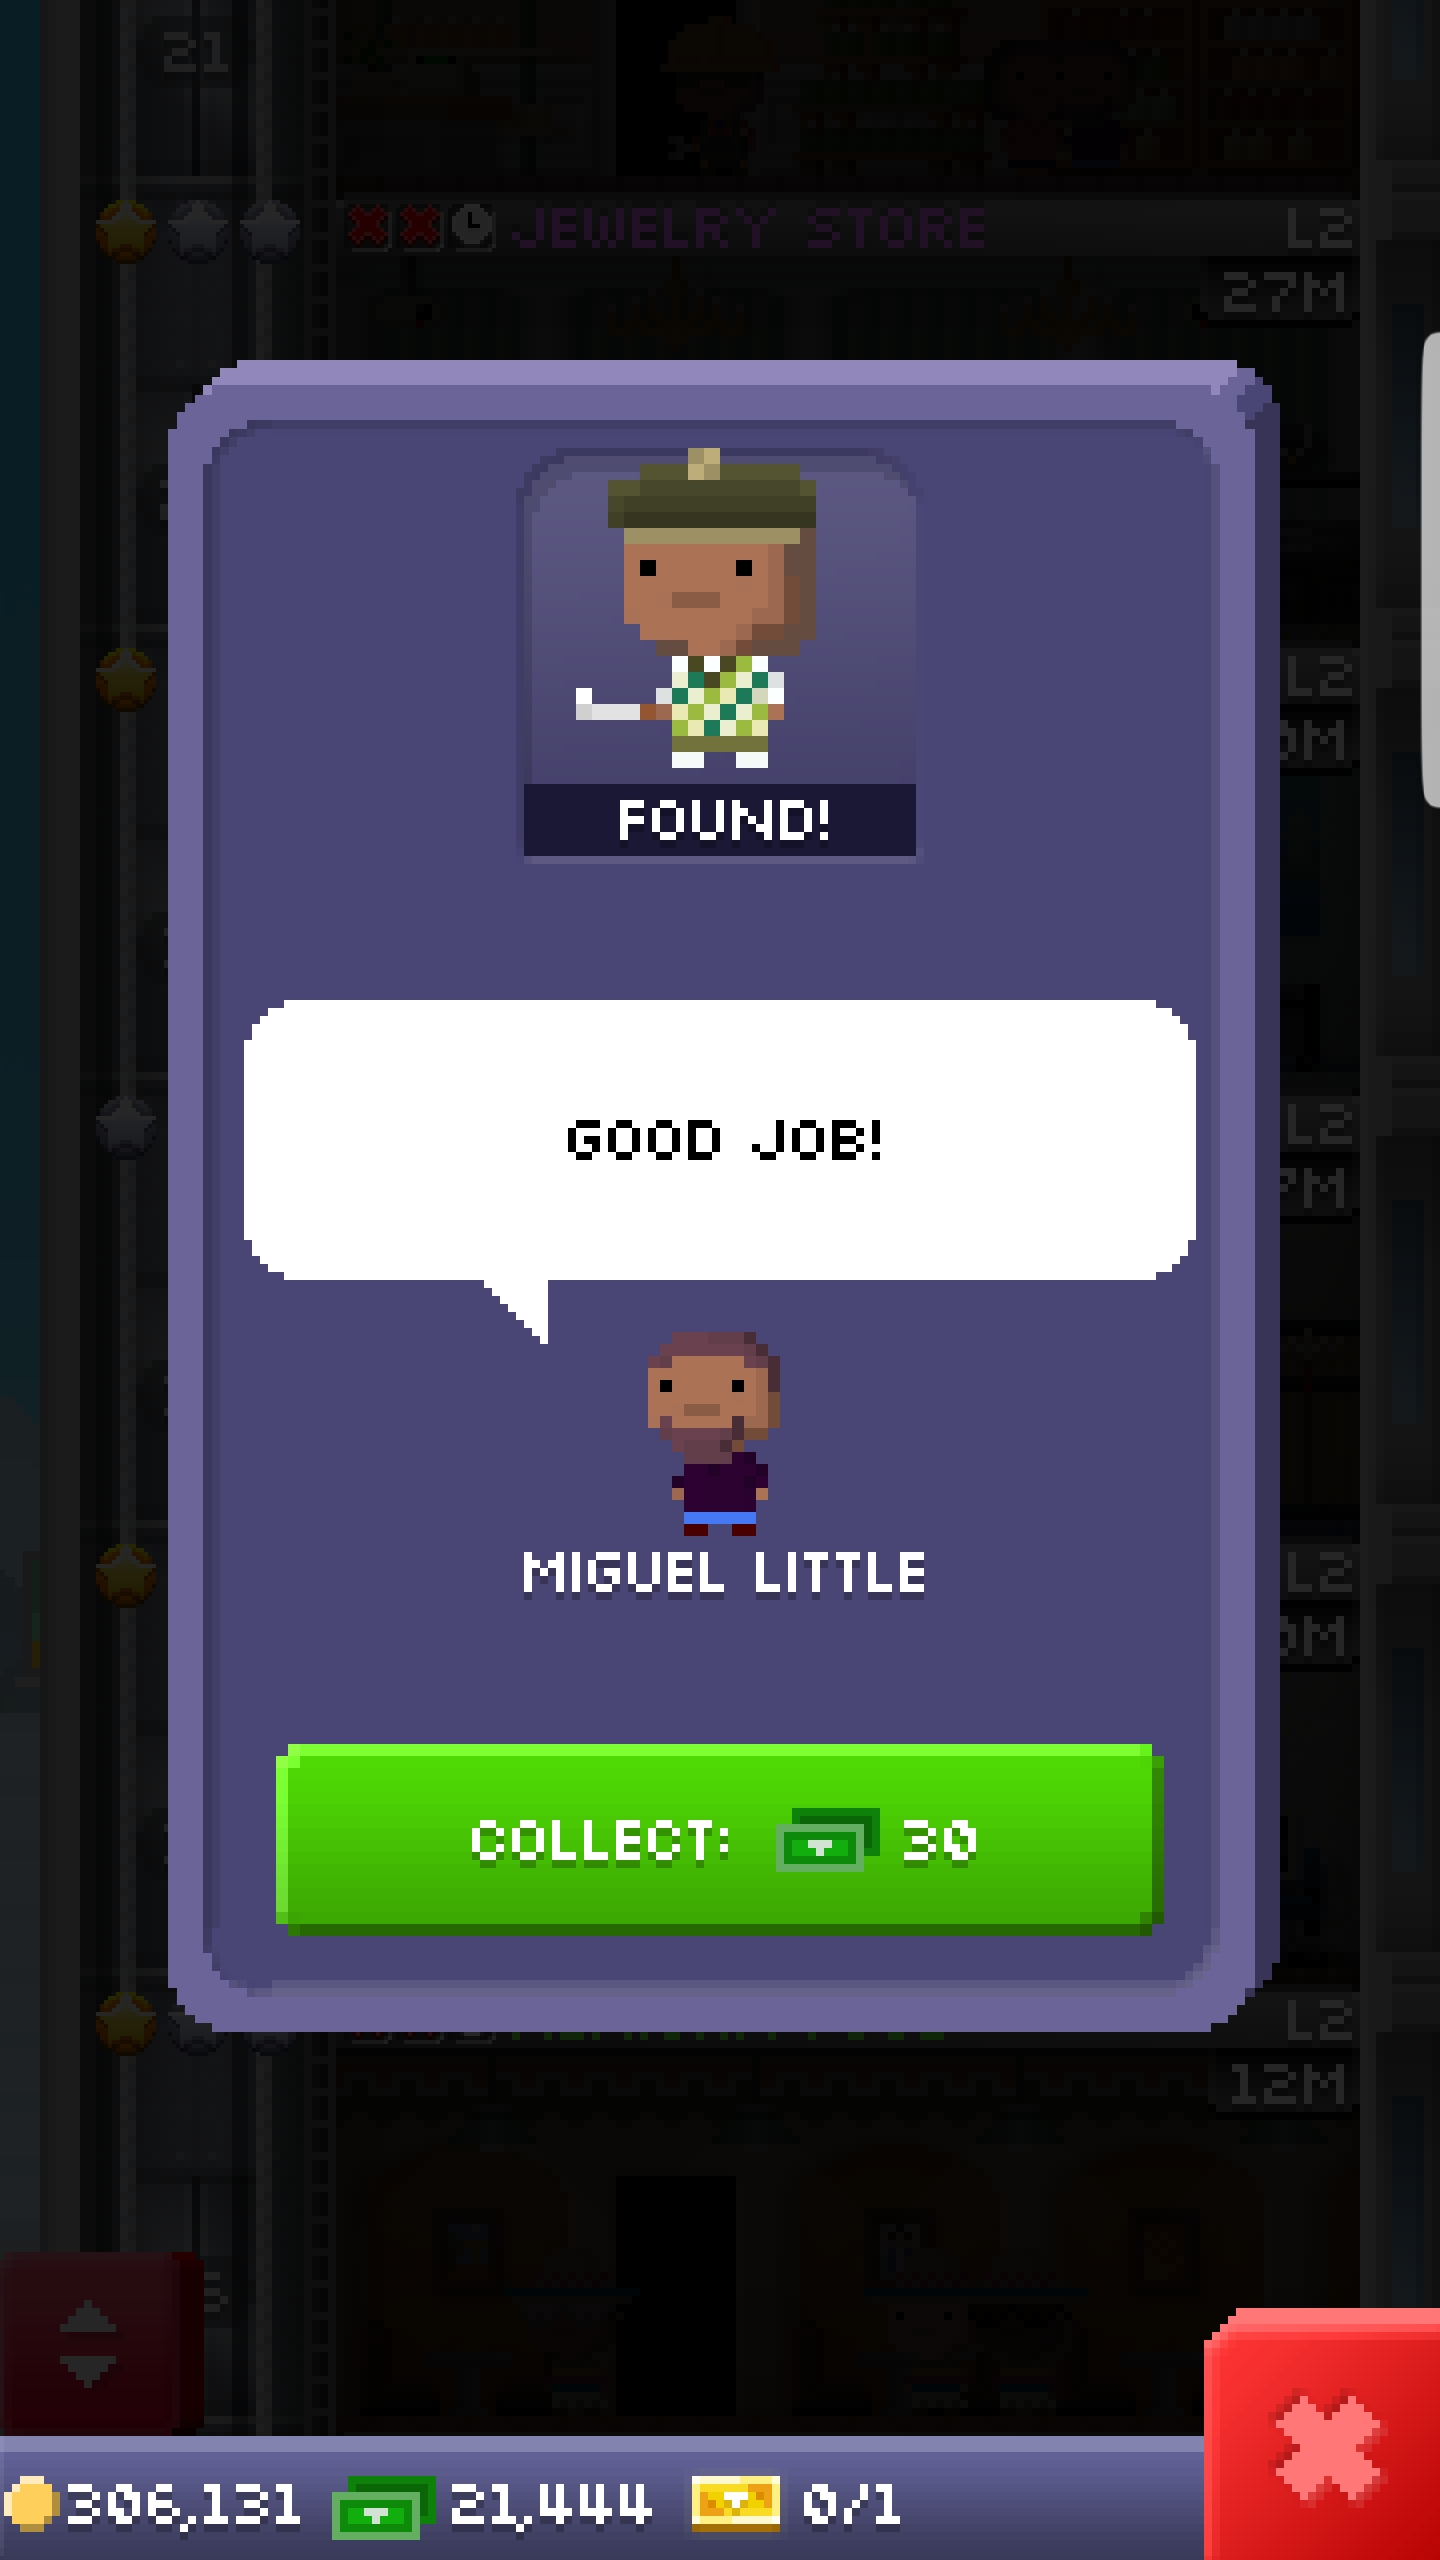 21
JEWELRY STORE L2
27M
L2
L2
L2
FOUND!
GOOD JOB!
MIGUEL LITTLE
COLLECT: 30
L2
12M
306,131 21,444 0/1